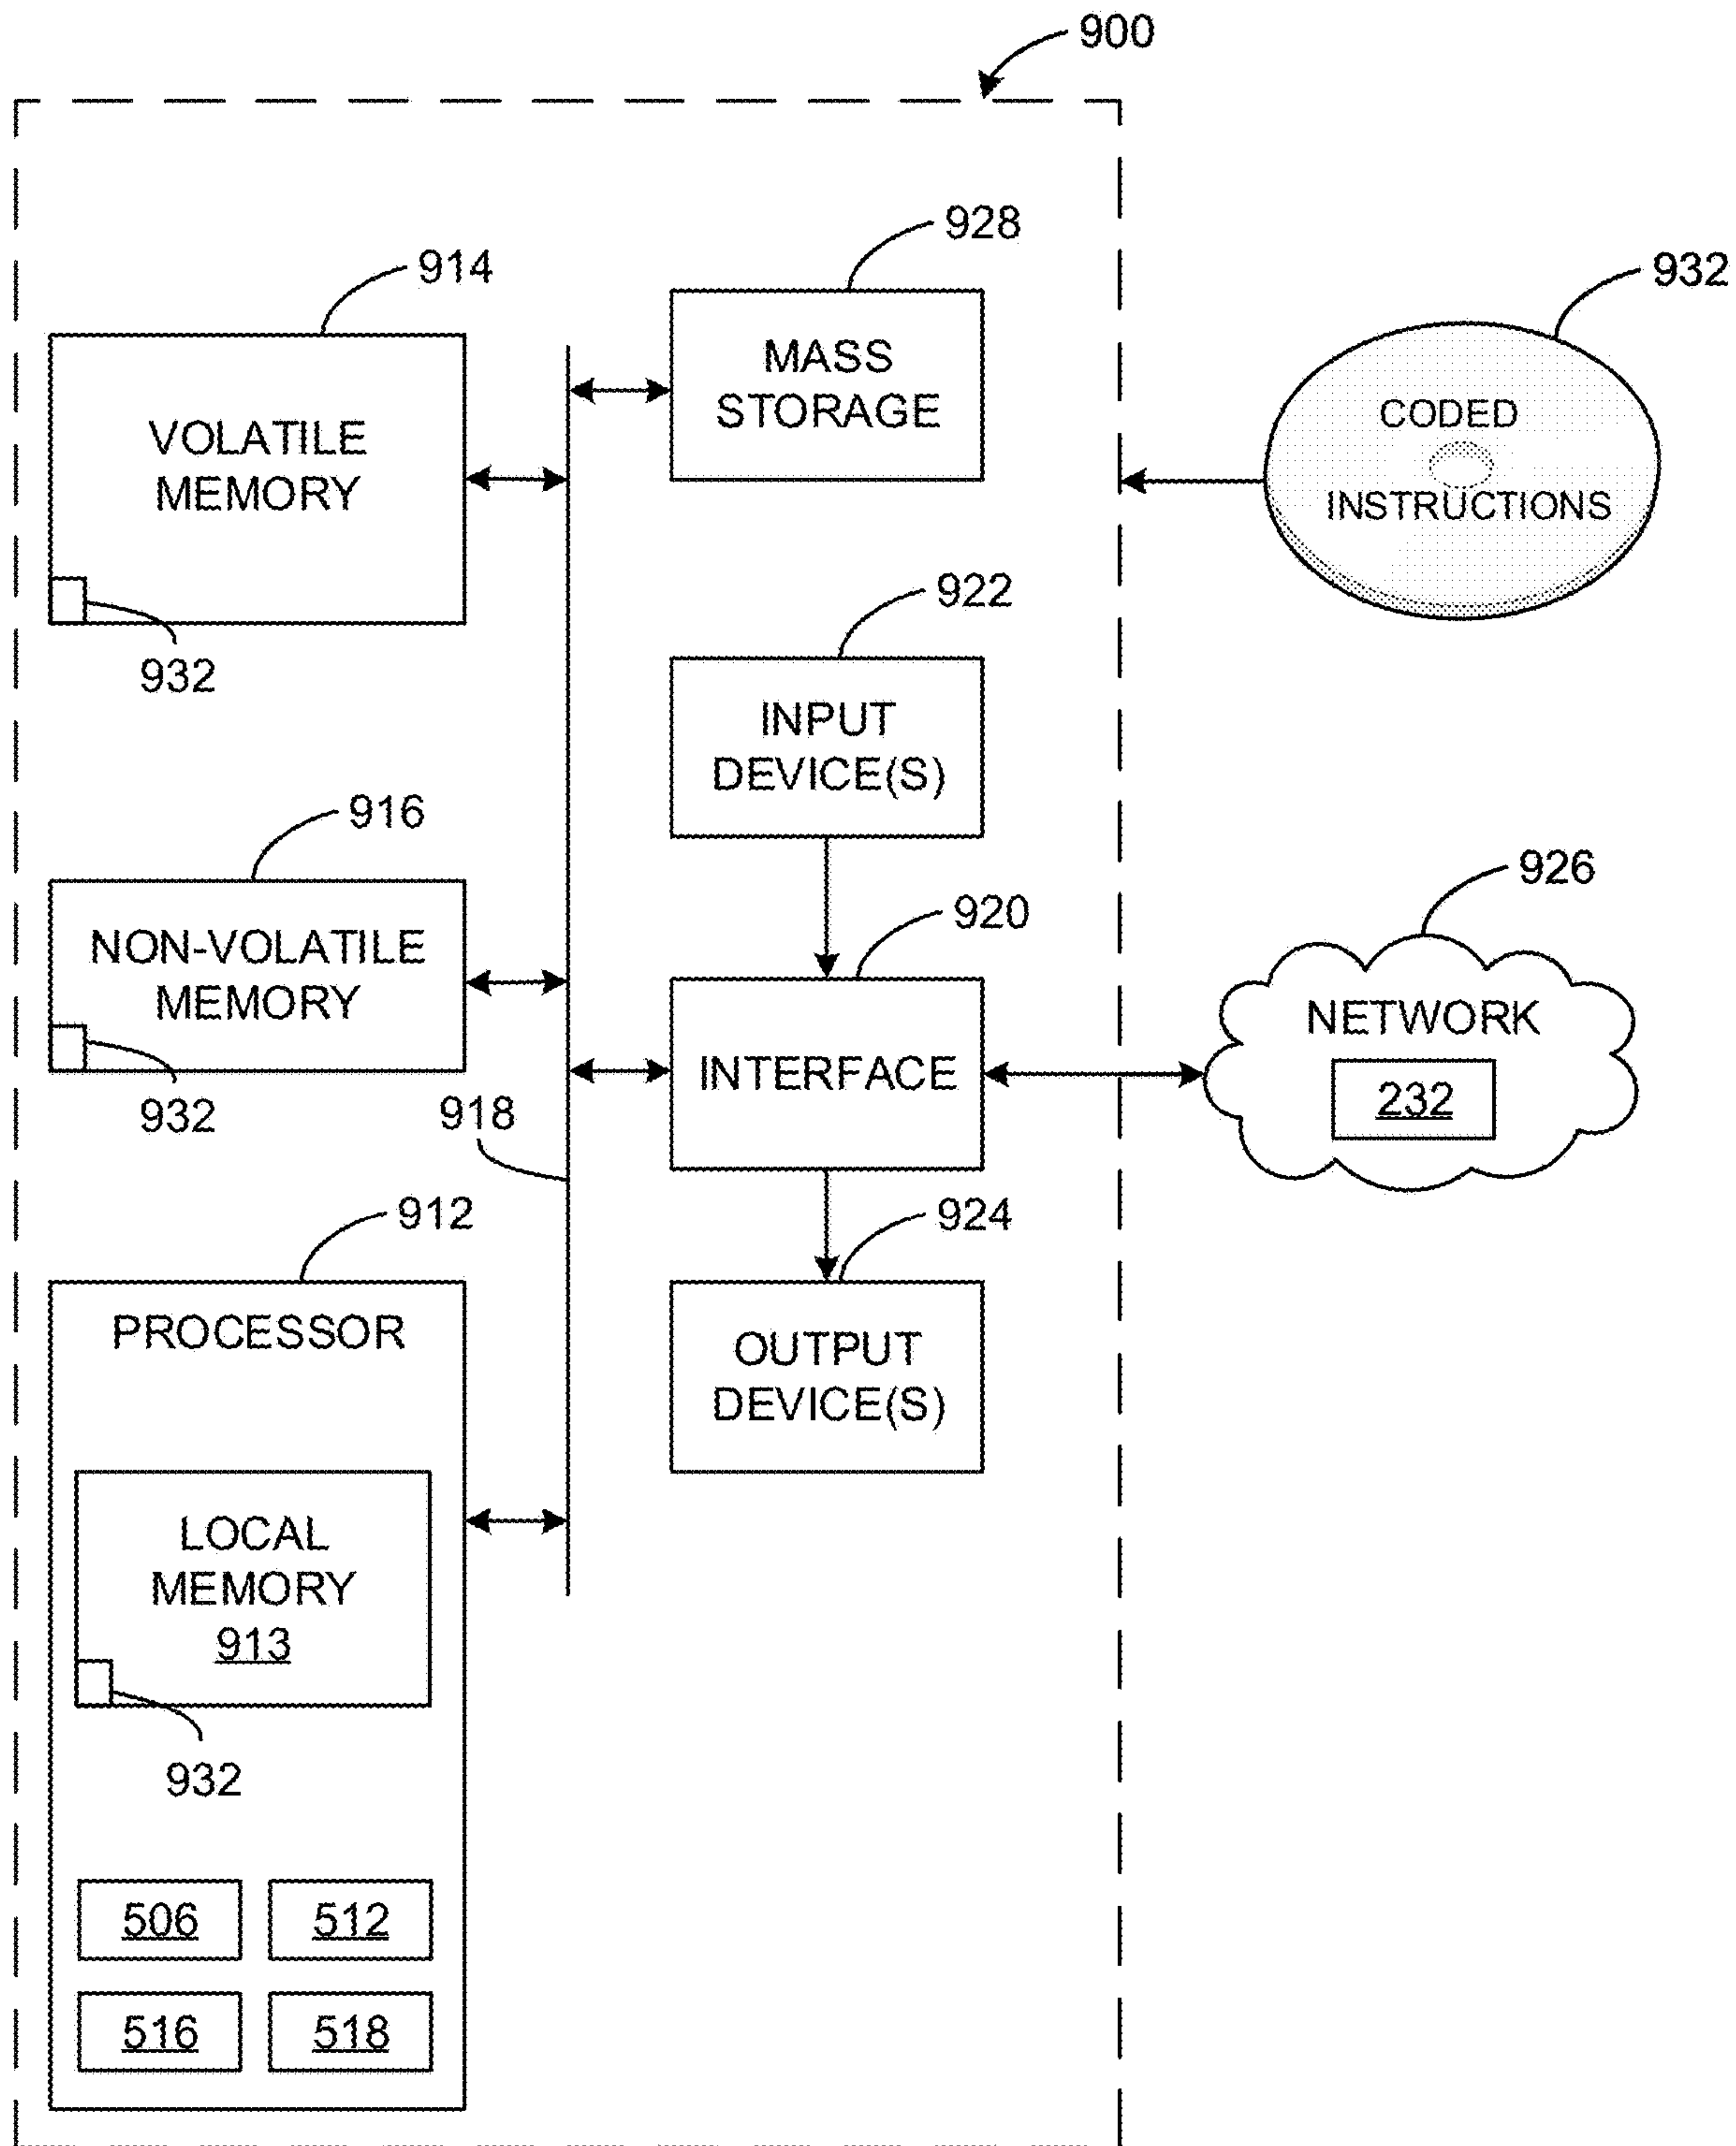 900
928
914
932
MASS
STORAGE
VOLATILE
MEMORY
CODED
INSTRUCTIONS
932
922
INPUT
DEVICE(S)
916
926
920
NON-VOLATILE
MEMORY
NETWORK
INTERFACE
232
932
918
912
924
PROCESSOR
OUTPUT
DEVICE(S)
LOCAL
MEMORY
913
932
506
512
516
518